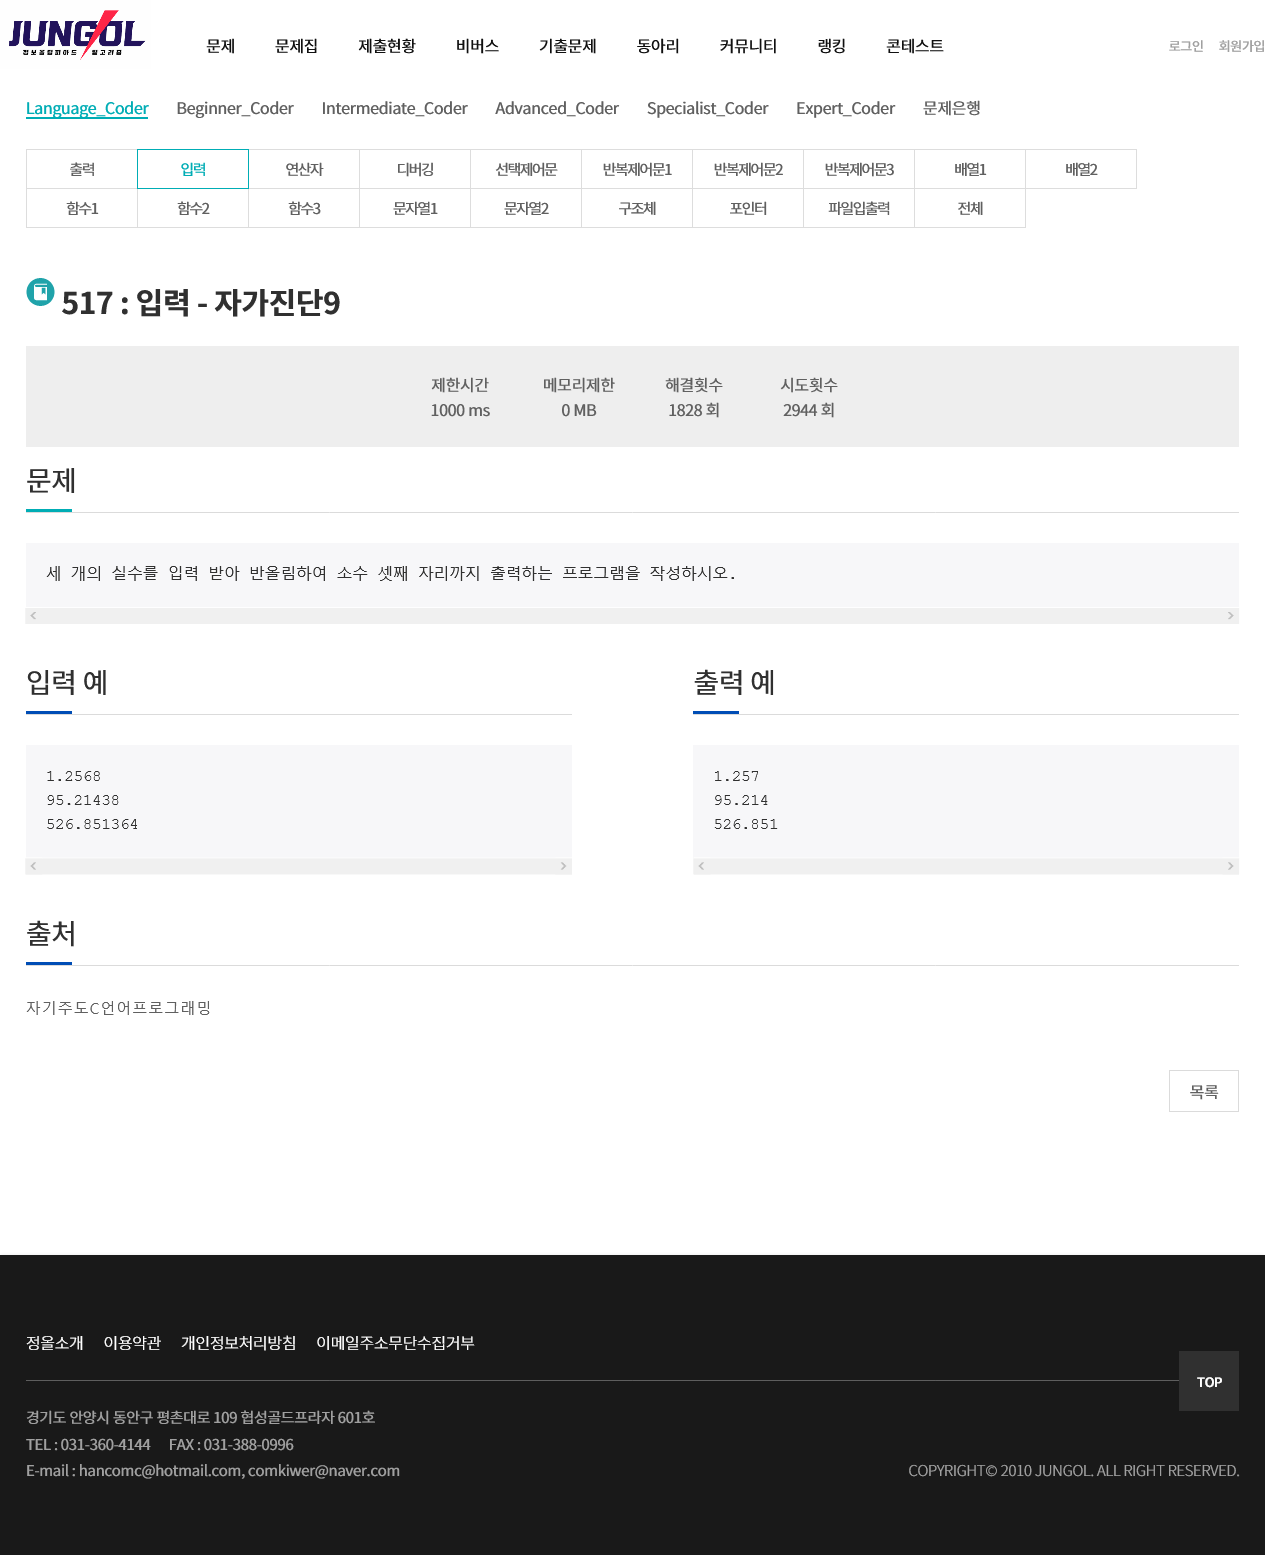 JUNGOL
정보올림피아드 알고리즘
문제 문제집 제출현황 비버스 기출문제 동아리 커뮤니티 랭킹 콘테스트 로그인 회원가입
Language_Coder Beginner_Coder Intermediate_Coder Advanced_Coder Specialist_Coder Expert_Coder 문제은행
출력 입력 연산자 디버깅 선택제어문 반복제어문1 반복제어문2 반복제어문3 배열1 배열2
함수1 함수2 함수3 문자열1 문자열2 구조체 포인터 파일입출력 전체
517 : 입력 - 자가진단9
제한시간 메모리제한 해결횟수 시도횟수
1000 ms 0 MB 1828 회 2944 회
문제
세 개의 실수를 입력 받아 반올림하여 소수 셋째 자리까지 출력하는 프로그램을 작성하시오.
입력 예
1.2568
95.21438
526.851364
출력 예
1.257
95.214
526.851
출처
자기주도C언어프로그래밍
목록
정올소개 이용약관 개인정보처리방침 이메일주소무단수집거부
TOP
경기도 안양시 동안구 평촌대로 109 협성골드프라자 601호
TEL : 031-360-4144 FAX : 031-388-0996
E-mail : hancomc@hotmail.com, comkiwer@naver.com
COPYRIGHT© 2010 JUNGOL. ALL RIGHT RESERVED.